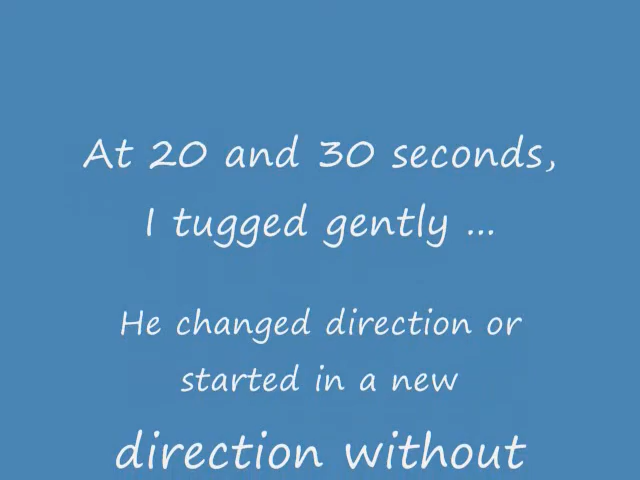 At 20 and 30 seconds,
I tugged gently ...
He changed direction or
started in a new
direction without